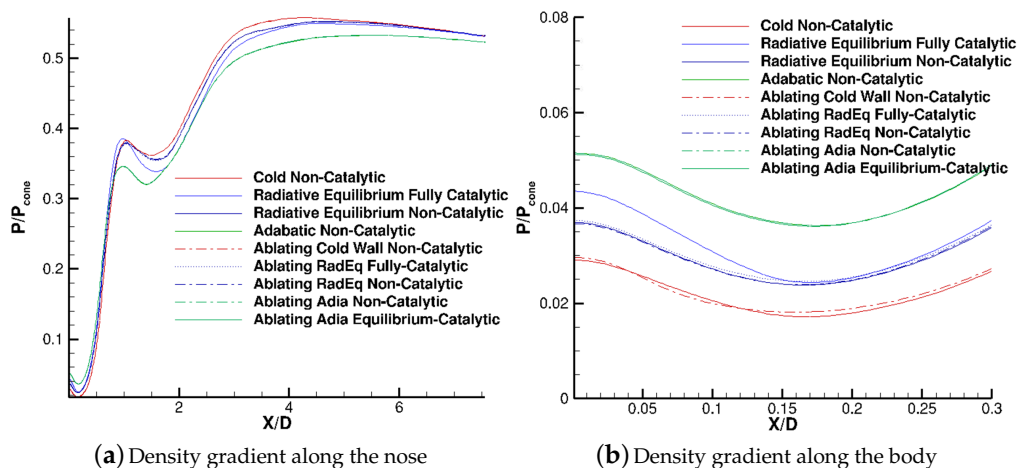 P/Pcone
0.5
0.4
0.3
0.2
0.1
2
4
6
X/D
Cold Non-Catalytic
Radiative Equilibrium Fully Catalytic
Radiative Equilibrium Non-Catalytic
Adabatic Non-Catalytic
Ablating Cold Wall Non-Catalytic
Ablating RadEq Fully-Catalytic
Ablating RadEq Non-Catalytic
Ablating Adia Non-Catalytic
Ablating Adia Equilibrium-Catalytic
(a) Density gradient along the nose
P/Pcone
0.08
0.06
0.04
0.02
0
0.05
0.1
0.15
0.2
0.25
0.3
X/D
Cold Non-Catalytic
Radiative Equilibrium Fully Catalytic
Radiative Equilibrium Non-Catalytic
Adabatic Non-Catalytic
Ablating Cold Wall Non-Catalytic
Ablating RadEq Fully-Catalytic
Ablating RadEq Non-Catalytic
Ablating Adia Non-Catalytic
Ablating Adia Equilibrium-Catalytic
(b) Density gradient along the body